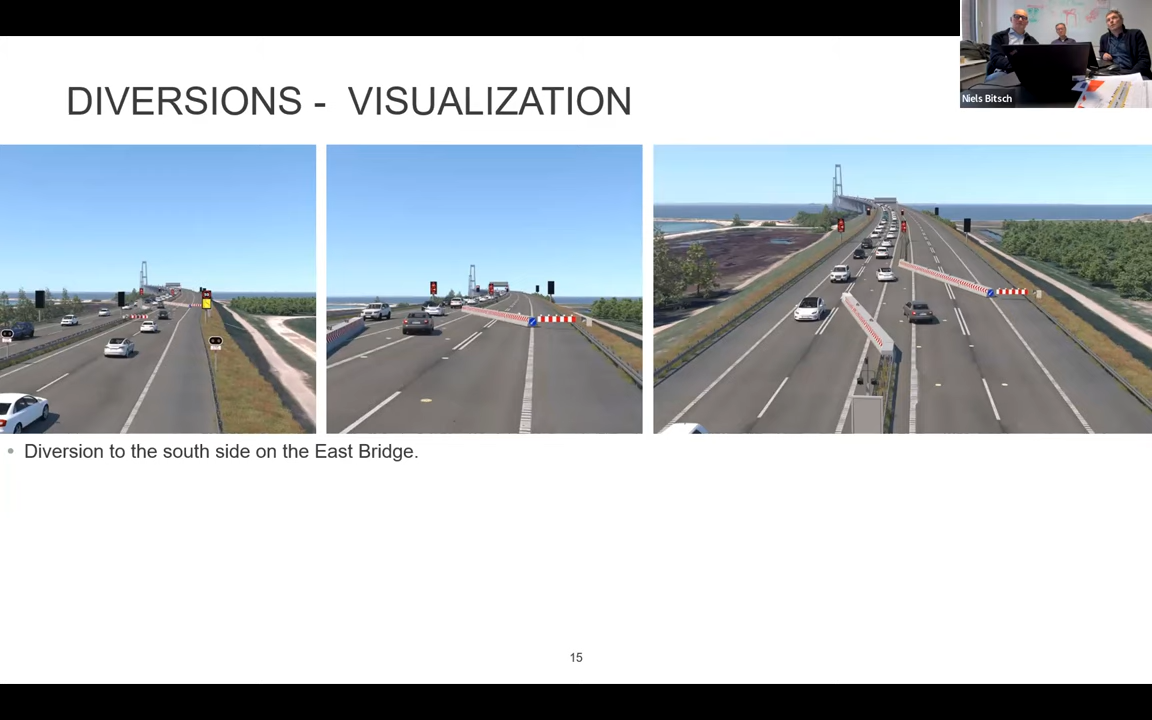 DIVERSIONS - VISUALIZATION
Niels Bitsch
• Diversion to the south side on the East Bridge.
15